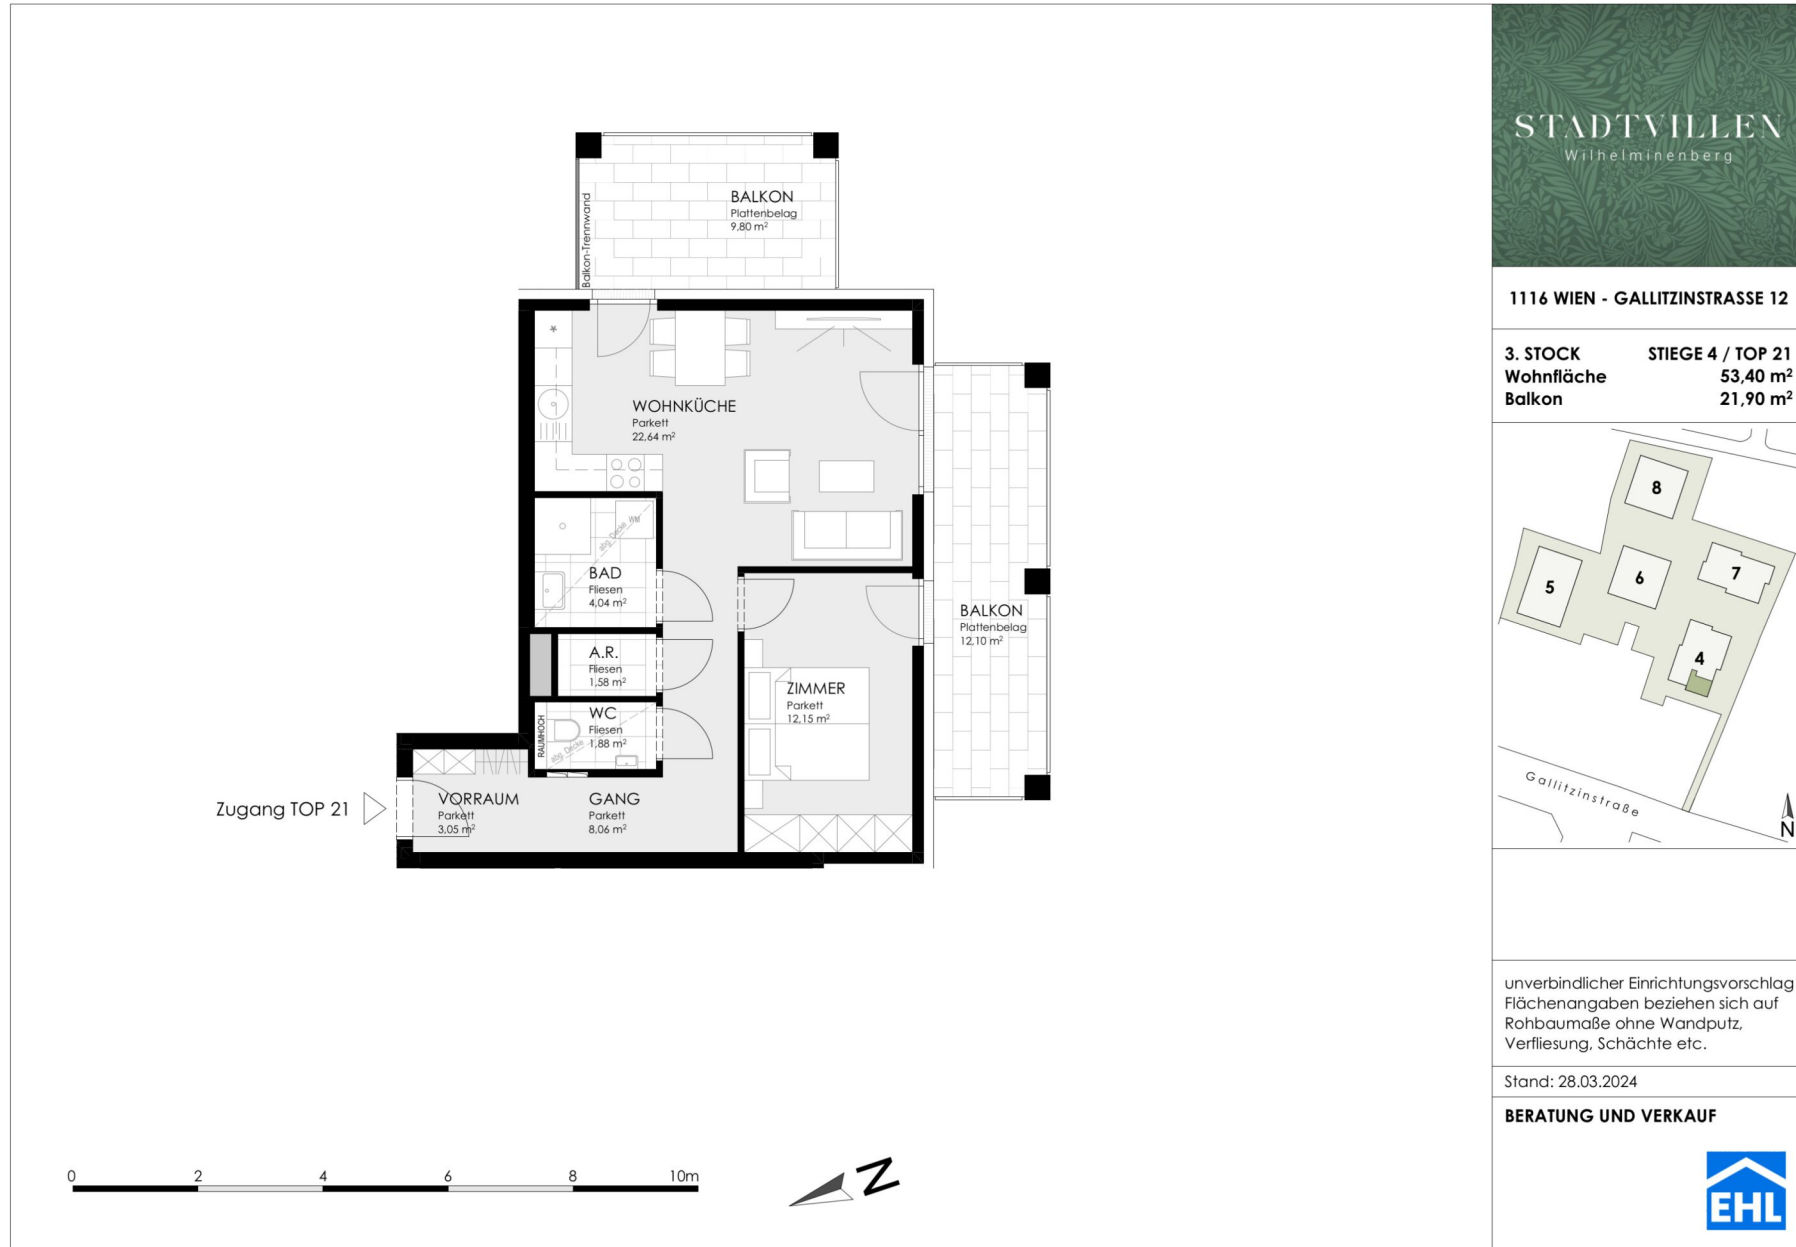 BALKON
Plattenbelag
9,80 m²
Balkon-Trennwand
*
WOHNKÜCHE
Parkett
22,64 m²
WM
abg. Decke
BAD
Fliesen
4,04 m²
A.R.
Fliesen
1,58 m²
WC
Fliesen
1,88 m²
RAUMHOCH
abg. Decke
BALKON
Plattenbelag
12,10 m²
ZIMMER
Parkett
12,15 m²
Zugang TOP 21
VORRAUM
Parkett
3,05 m²
GANG
Parkett
8,06 m²
0 2 4 6 8 10m
N
STADTVILLEN
Wilhelminenberg
1116 WIEN - GALLITZINSTRASSE 12
3. STOCK STIEGE 4 / TOP 21
Wohnfläche 53,40 m²
Balkon 21,90 m²
8
5
6
7
4
Gallitzinstraße
N
unverbindlicher Einrichtungsvorschlag
Flächenangaben beziehen sich auf
Rohbaumaße ohne Wandputz,
Verfliesung, Schächte etc.
Stand: 28.03.2024
BERATUNG UND VERKAUF
EHL